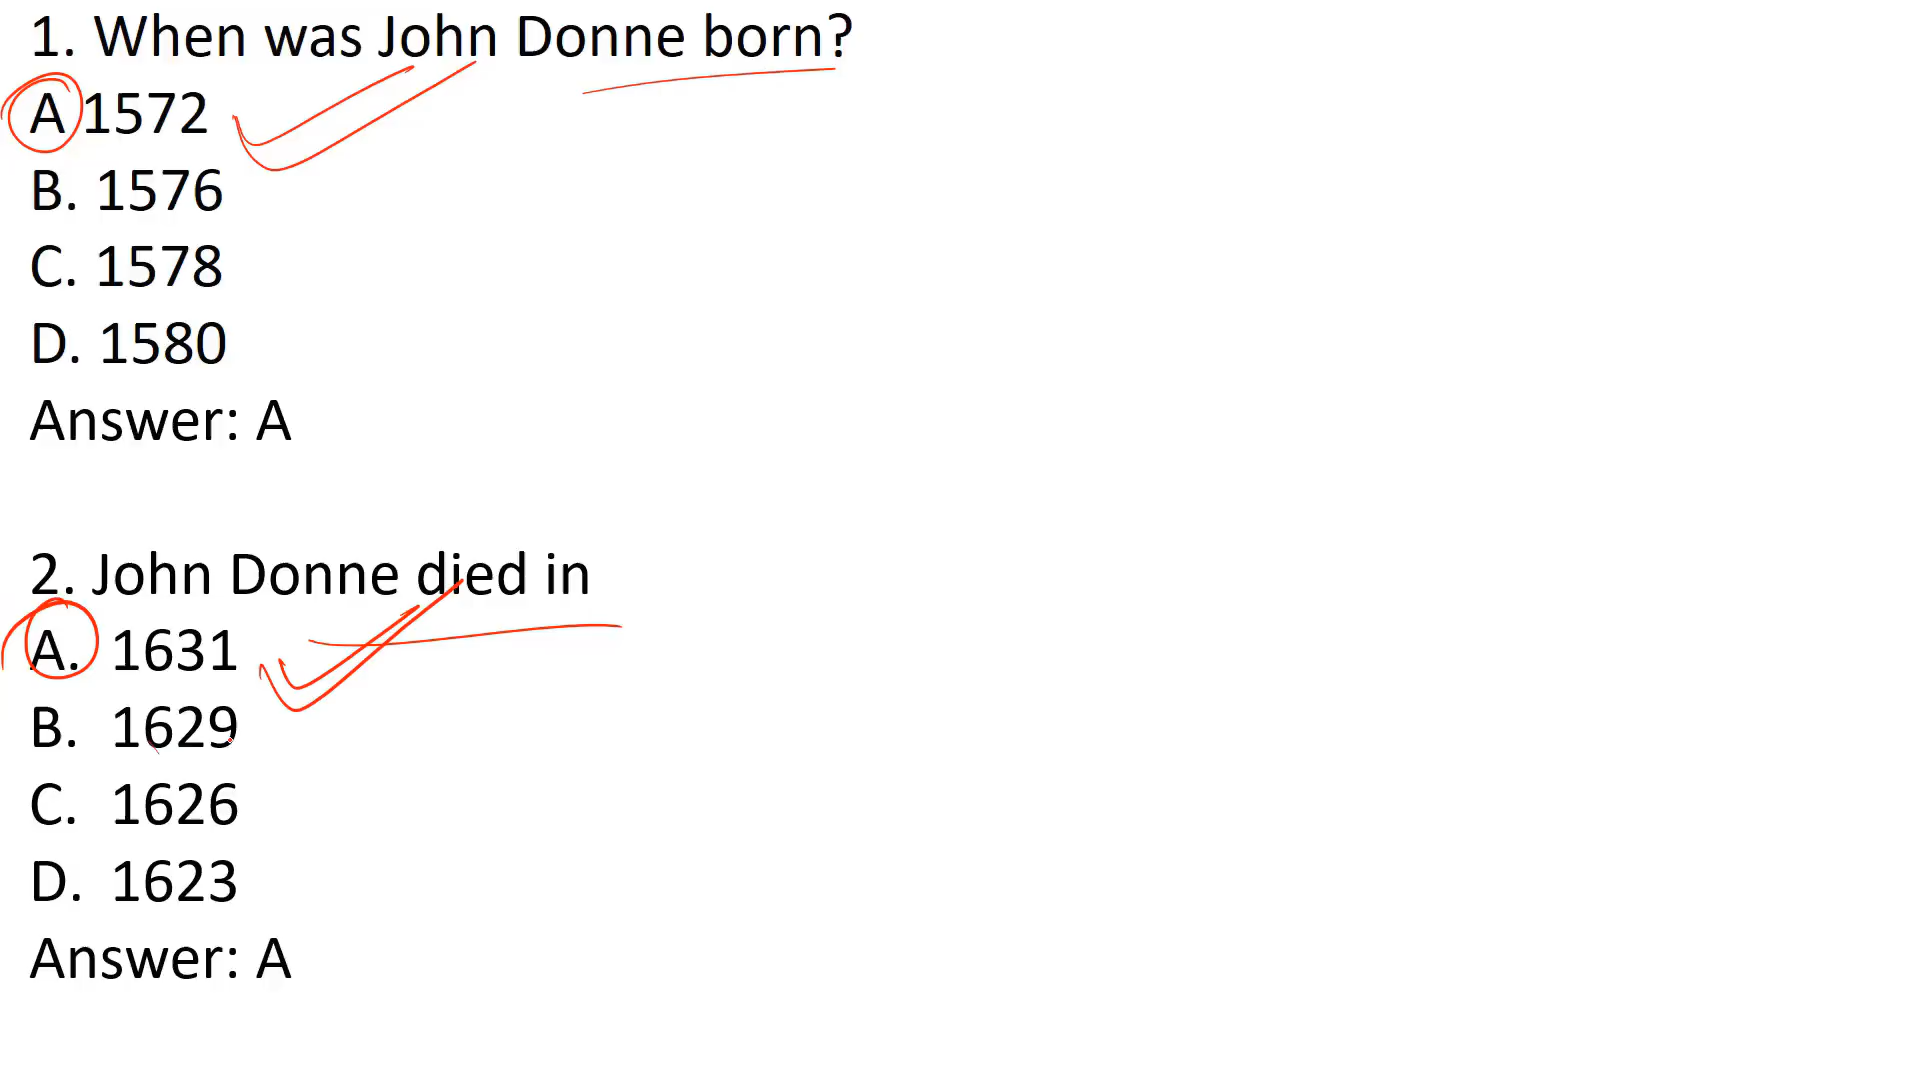 1. When was John Donne born?
A 1572
B. 1576
C. 1578
D. 1580
Answer: A
2. John Donne died in
A. 1631
B. 1629
C. 1626
D. 1623
Answer: A